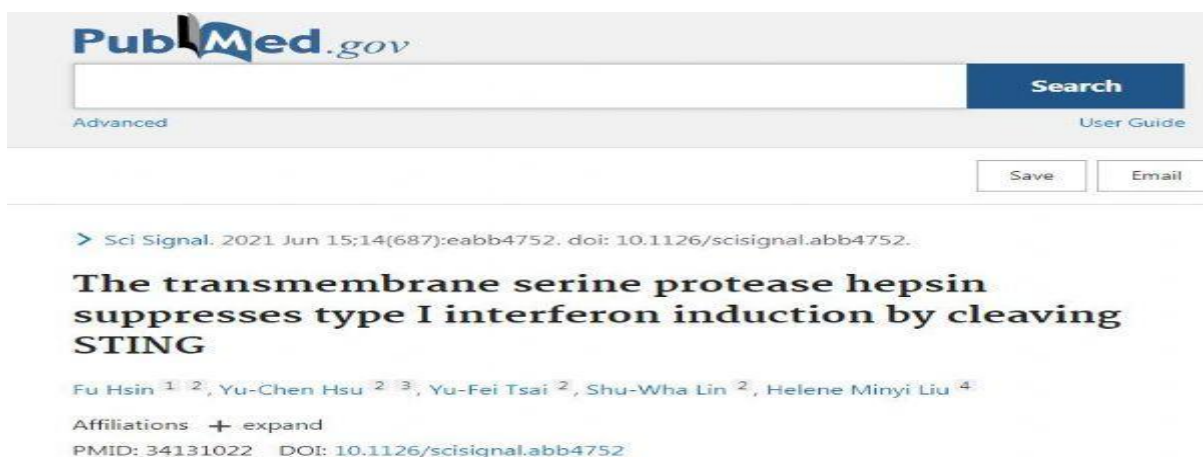 PubMed.gov
Search
Advanced
User Guide
Save
Email
> Sci Signal. 2021 Jun 15;14(687):eabb4752. doi: 10.1126/scisignal.abb4752.
The transmembrane serine protease hepsin
suppresses type I interferon induction by cleaving
STING
Fu Hsin 1 2, Yu-Chen Hsu 2 3, Yu-Fei Tsai 2, Shu-Wha Lin 2, Helene Minyi Liu 4
Affiliations + expand
PMID: 34131022 DOI: 10.1126/scisignal.abb4752